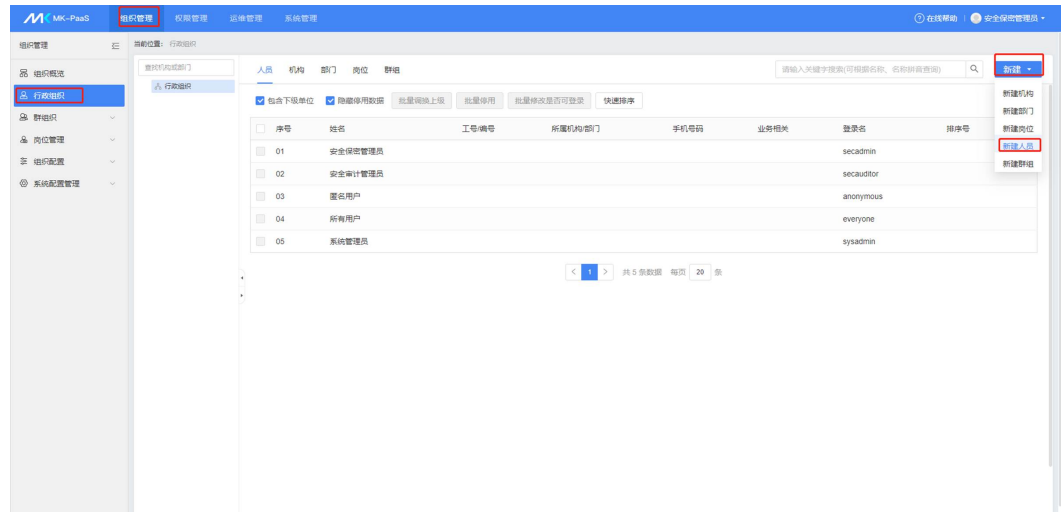 MK-PaaS 组织管理 权限管理 运维管理 系统管理 在线帮助 安全保密管理员
组织管理 当前位置: 行政组织
组织概览
行政组织
群组织
岗位管理
组织配置
系统配置管理
查找机构或部门
行政组织
人员 机构 部门 岗位 群组 请输入关键字搜索(可根据名称、名称拼音查询) 新建
包含下级单位 隐藏停用数据 批量调换上级 批量停用 批量修改是否可登录 快速排序
序号 姓名 工号/编号 所属机构/部门 手机号码 业务相关 登录名 排序号
01 安全保密管理员 secadmin
02 安全审计管理员 secauditor
03 匿名用户 anonymous
04 所有用户 everyone
05 系统管理员 sysadmin
新建机构
新建部门
新建岗位
新建人员
新建群组
< 1 > 共 5 条数据 每页 20 条